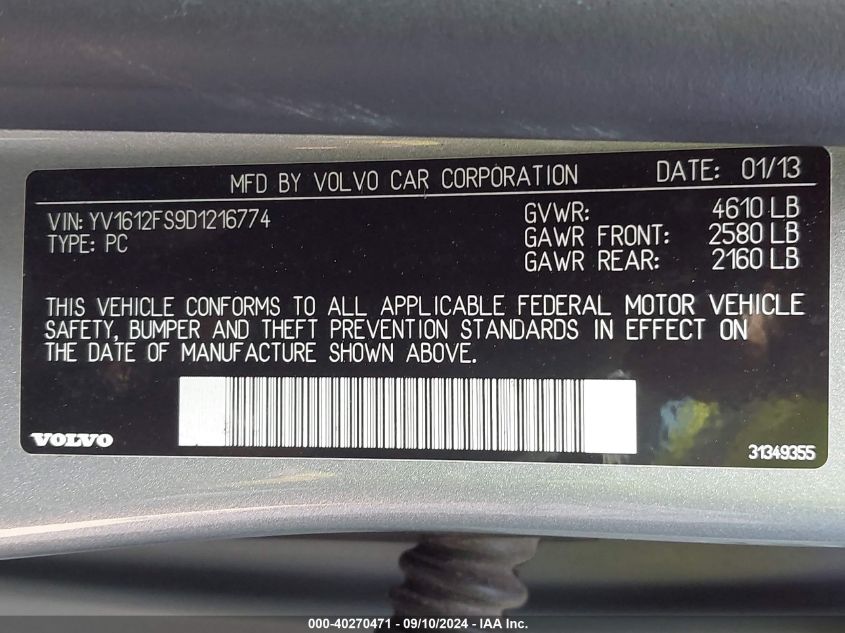 MFD BY VOLVO CAR CORPORATION DATE: 01/13
VIN: YV1612FS9D1216774
TYPE: PC
GVWR: 4610 LB
GAWR FRONT: 2580 LB
GAWR REAR: 2160 LB
THIS VEHICLE CONFORMS TO ALL APPLICABLE FEDERAL MOTOR VEHICLE
SAFETY, BUMPER AND THEFT PREVENTION STANDARDS IN EFFECT ON
THE DATE OF MANUFACTURE SHOWN ABOVE.
VOLVO
31349355
000-40270471 - 09/10/2024 - IAA Inc.